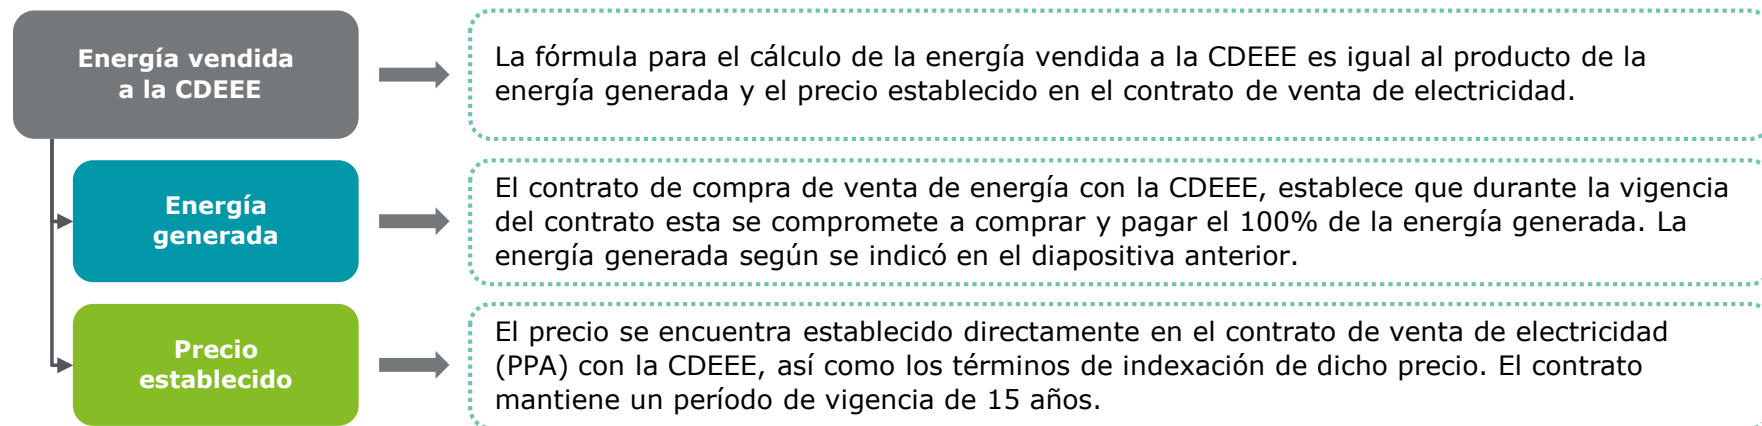 Energía vendida
a la CDEEE
La fórmula para el cálculo de la energía vendida a la CDEEE es igual al producto de la
energía generada y el precio establecido en el contrato de venta de electricidad.
Energía
generada
El contrato de compra de venta de energía con la CDEEE, establece que durante la vigencia
del contrato esta se compromete a comprar y pagar el 100% de la energía generada. La
energía generada según se indicó en el diapositiva anterior.
Precio
establecido
El precio se encuentra establecido directamente en el contrato de venta de electricidad
(PPA) con la CDEEE, así como los términos de indexación de dicho precio. El contrato
mantiene un período de vigencia de 15 años.